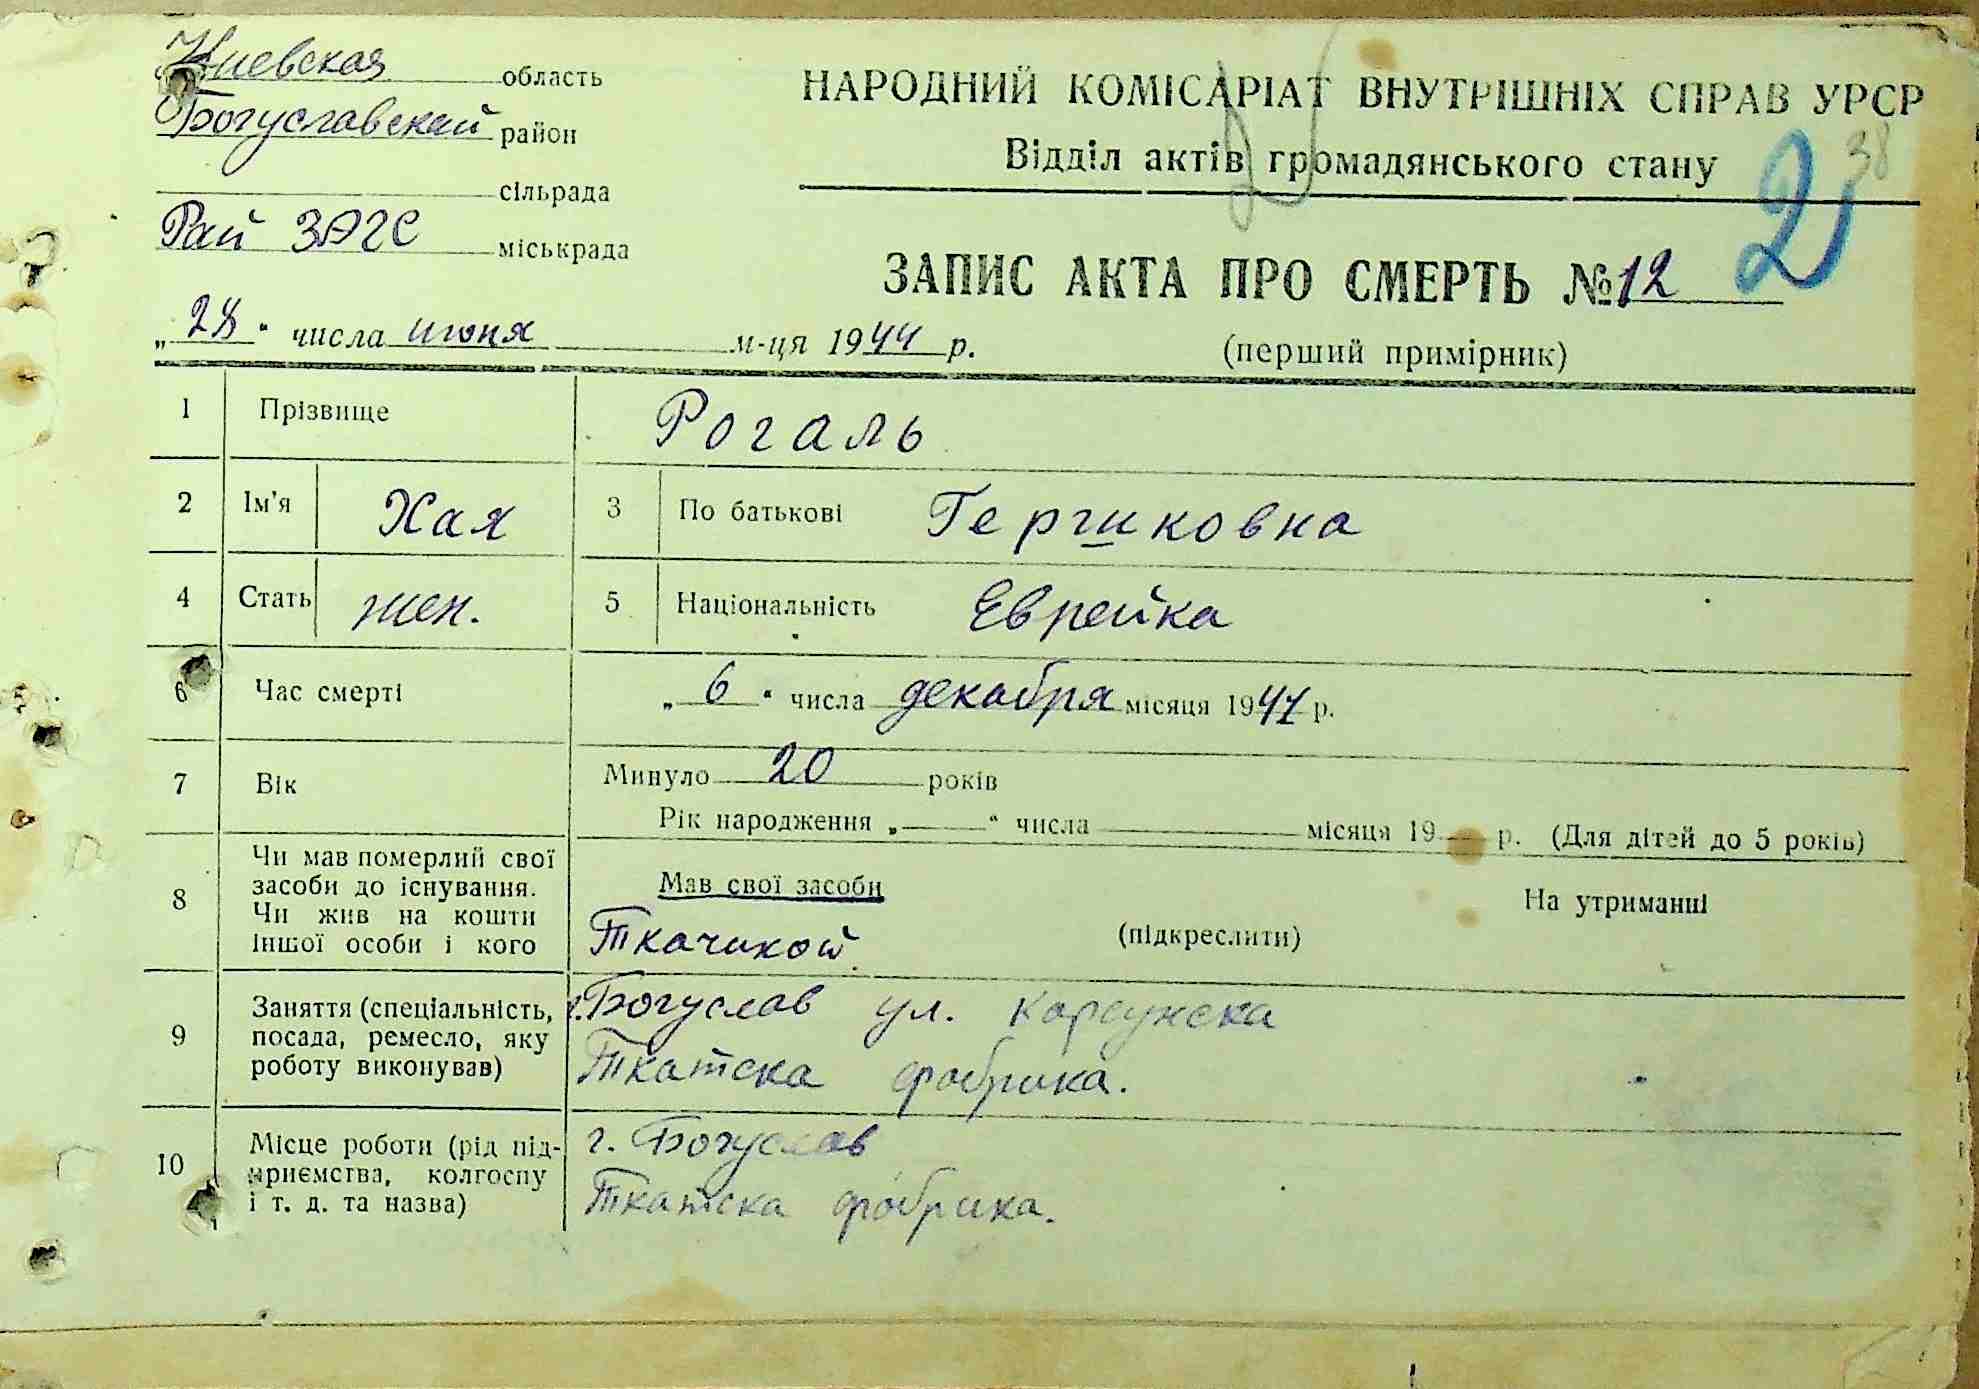 Киевская область
Богуславский район
сільрада
Рай ЗАГС міськрада
„28“ числа июня м-ця 1944 р.
НАРОДНИЙ КОМІСАРІАТ ВНУТРІШНІХ СПРАВ УРСР
Відділ актів громадянського стану
38
2
ЗАПИС АКТА ПРО СМЕРТЬ №12
(перший примірник)
1 Прізвище Рогаль
2 Ім'я Хая 3 По батькові Гершковна
4 Стать жен. 5 Національність Еврейка
6 Час смерті „6“ числа декабря місяця 1941 р.
7 Вік Минуло 20 років
Рік народження „ “ числа місяця 19 р. (Для дітей до 5 років)
8 Чи мав померлий свої засоби до існування. Чи жив на кошти іншої особи і кого
Мав свої засоби На утриманні
(підкреслити)
Ткачихой
9 Заняття (спеціальність, посада, ремесло, яку роботу виконував)
г. Богуслав ул. Корсунска
Ткатска фабрика.
10 Місце роботи (рід підприємства, колгоспу і т. д. та назва)
г. Богуслав
Ткатска фабрика.